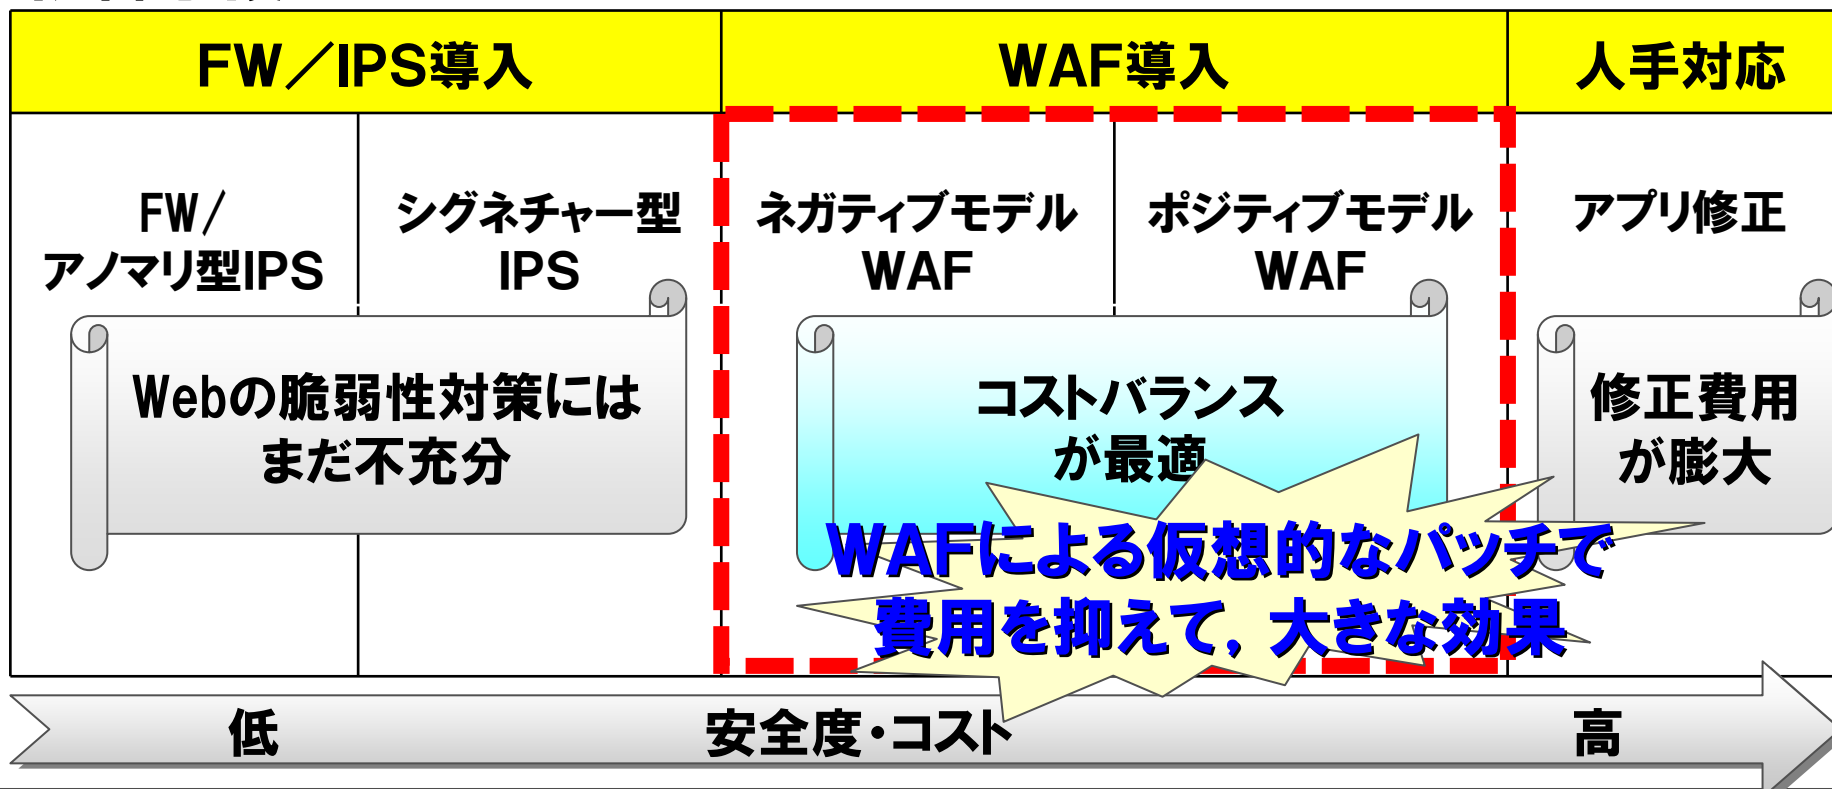 FW／IPS導入
WAF導入
人手対応
FW/
アノマリ型IPS
シグネチャー型
IPS
ネガティブモデル
WAF
ポジティブモデル
WAF
アプリ修正
Webの脆弱性対策には
まだ不充分
コストバランス
が最適
修正費用
が膨大
WAFによる仮想的なパッチで
費用を抑えて，大きな効果
低
安全度・コスト
高